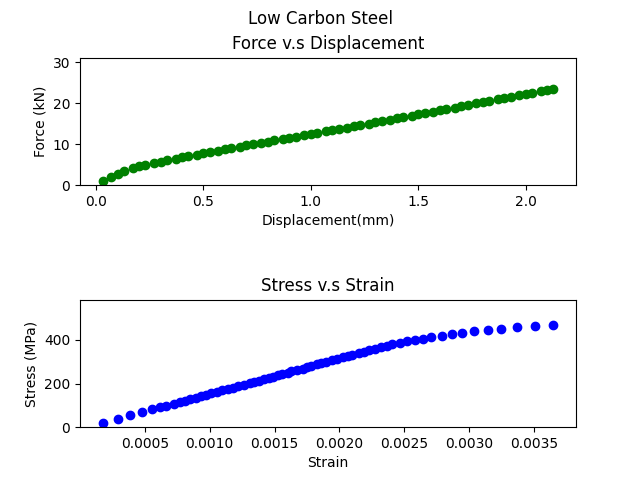 Low Carbon Steel
Force v.s Displacement
30
20
10
0
Force (kN)
0.0 0.5 1.0 1.5 2.0
Displacement(mm)
Stress v.s Strain
400
200
0
Stress (MPa)
0.0005 0.0010 0.0015 0.0020 0.0025 0.0030 0.0035
Strain